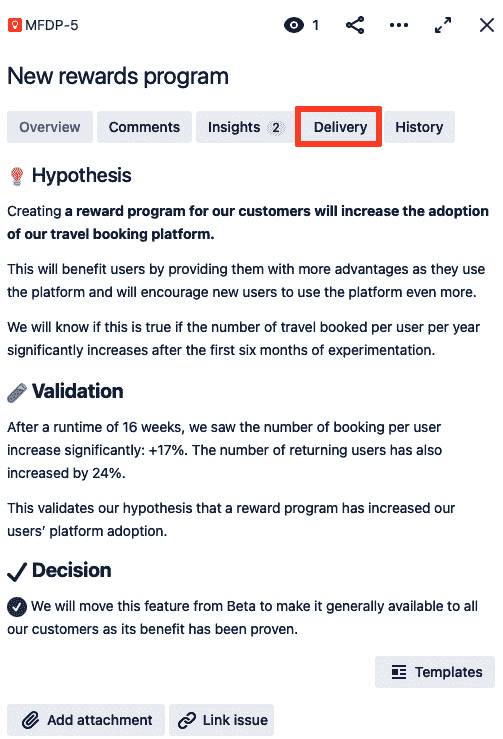 MFDP-5
1
New rewards program
Overview
Comments
Insights 2
Delivery
History
Hypothesis
Creating a reward program for our customers will increase the adoption
of our travel booking platform.
This will benefit users by providing them with more advantages as they use
the platform and will encourage new users to use the platform even more.
We will know if this is true if the number of travel booked per user per year
significantly increases after the first six months of experimentation.
Validation
After a runtime of 16 weeks, we saw the number of booking per user
increase significantly: +17%. The number of returning users has also
increased by 24%.
This validates our hypothesis that a reward program has increased our
users’ platform adoption.
Decision
We will move this feature from Beta to make it generally available to all
our customers as its benefit has been proven.
Templates
Add attachment
Link issue